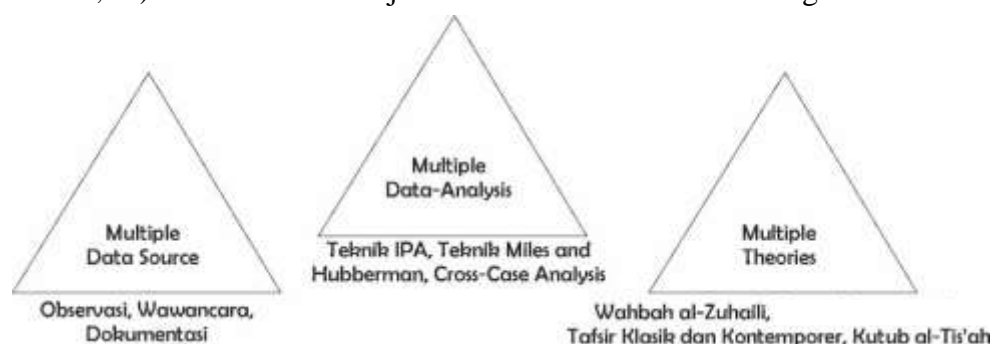 Multiple
Data Source
Observasi, Wawancara,
Dokumentasi
Multiple
Data-Analysis
Teknik IPA, Teknik Miles and
Hubberman, Cross-Case Analysis
Multiple
Theories
Wahbah al-Zuhaili,
Tafsir Klasik dan Kontemporer, Kutub al-Tis'ah